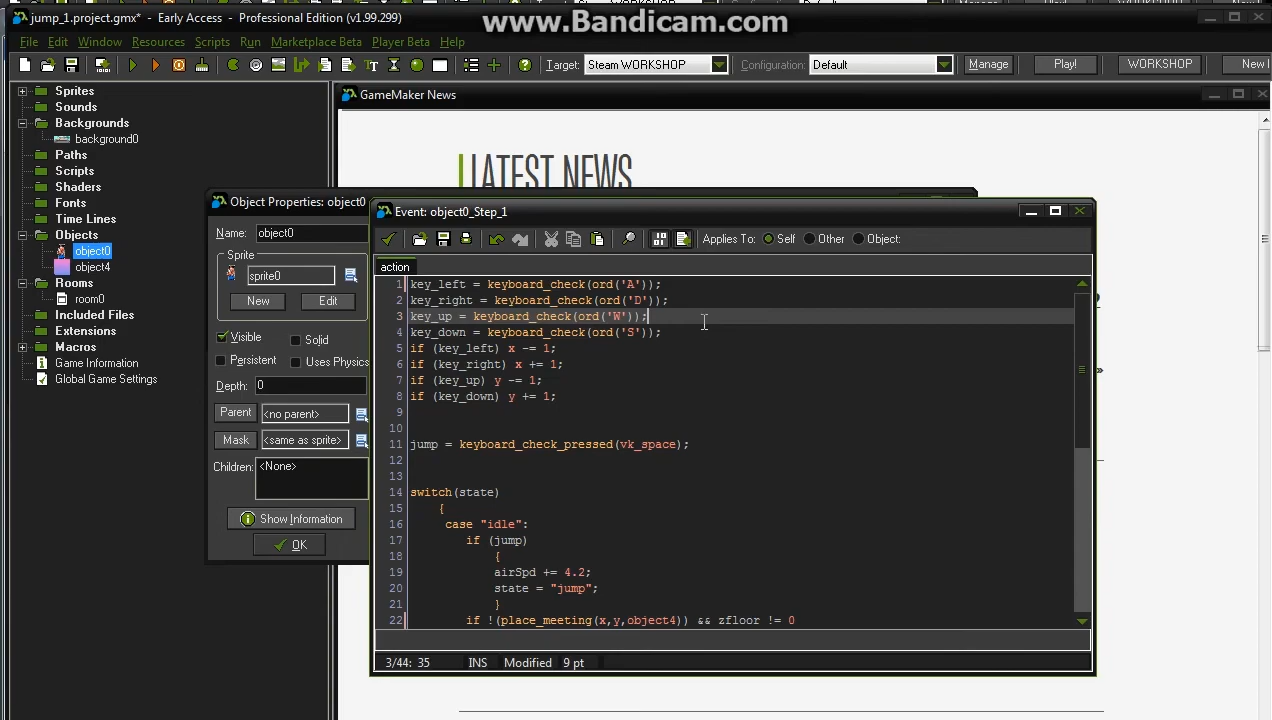 jump_1.project.gmx* - Early Access - Professional Edition (v1.99.299)
www.Bandicam.com
File Edit Window Resources Scripts Run Marketplace Beta Player Beta Help
Target: Steam WORKSHOP Configuration: Default Manage Play! WORKSHOP New
Sprites
Sounds
Backgrounds
background0
Paths
Scripts
Shaders
Fonts
Time Lines
Objects
object0
object4
Rooms
room0
Included Files
Extensions
Macros
Game Information
Global Game Settings
GameMaker News
LATEST NEWS
Object Properties: object0
Name: object0
Sprite
sprite0
New Edit
Visible Solid
Persistent Uses Physics
Depth: 0
Parent <no parent>
Mask <same as sprite>
Children: <None>
Show Information
OK
Event: object0_Step_1
Applies To: Self Other Object:
action
1 key_left = keyboard_check(ord('A'));
2 key_right = keyboard_check(ord('D'));
3 key_up = keyboard_check(ord('W'));
4 key_down = keyboard_check(ord('S'));
5 if (key_left) x -= 1;
6 if (key_right) x += 1;
7 if (key_up) y -= 1;
8 if (key_down) y += 1;
9
10
11 jump = keyboard_check_pressed(vk_space);
12
13
14 switch(state)
15 {
16 case "idle":
17 if (jump)
18 {
19 airSpd += 4.2;
20 state = "jump";
21 }
22 if !(place_meeting(x,y,object4)) && zfloor != 0
3/44: 35 INS Modified 9 pt